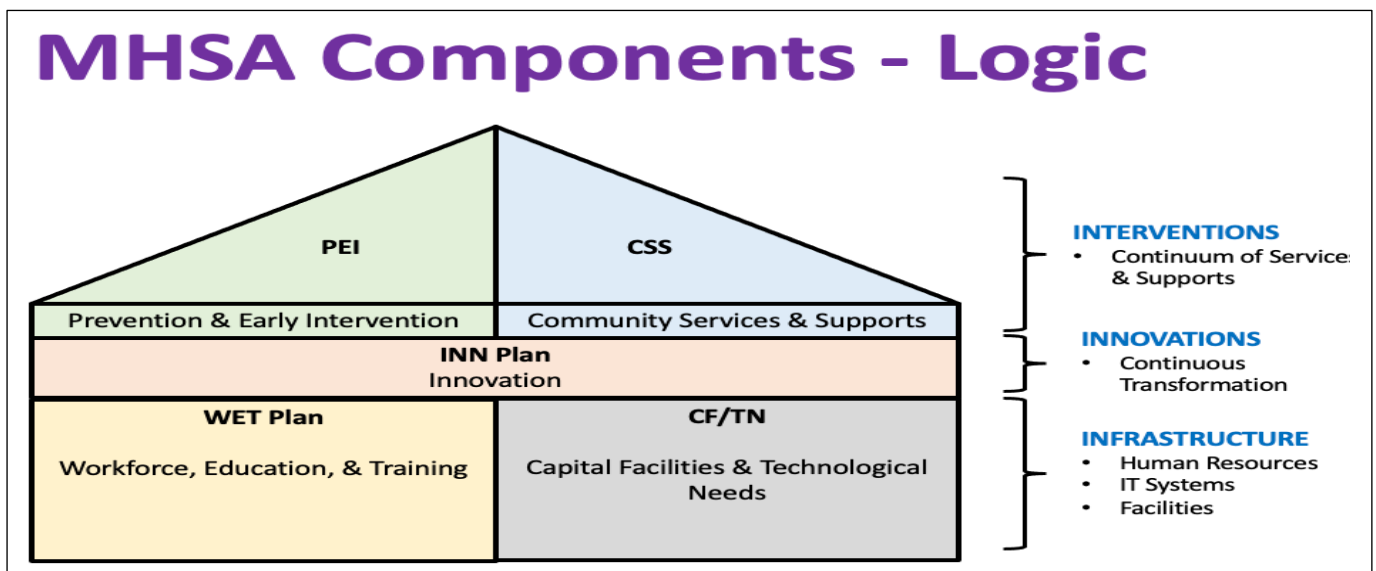 MHSA Components - Logic
PEI
CSS
Prevention & Early Intervention
Community Services & Supports
INN Plan
Innovation
WET Plan
Workforce, Education, & Training
CF/TN
Capital Facilities & Technological
Needs
INTERVENTIONS
• Continuum of Service
& Supports
INNOVATIONS
• Continuous
Transformation
INFRASTRUCTURE
• Human Resources
• IT Systems
• Facilities